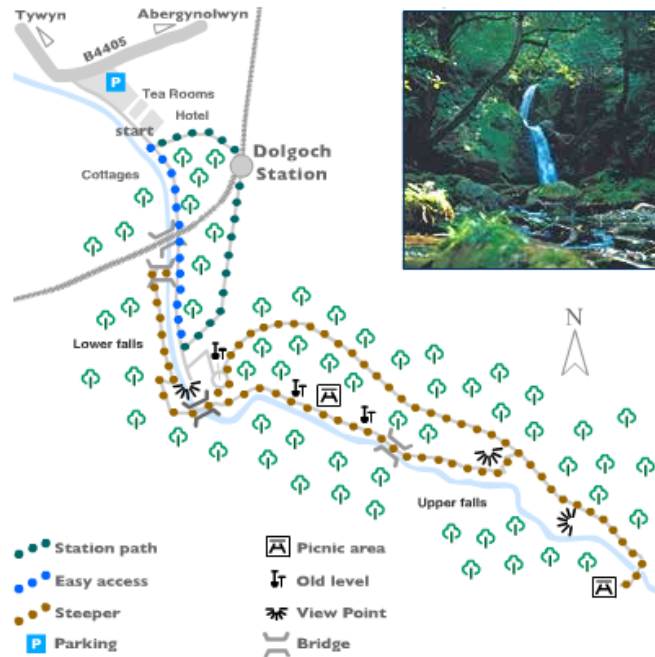 Tywyn
Abergynolwyn
B4405
P
Tea Rooms
Hotel
start
Dolgoch
Station
Cottages
Lower falls
N
Upper falls
Station path
Picnic area
Easy access
Old level
Steeper
View Point
P
Parking
Bridge